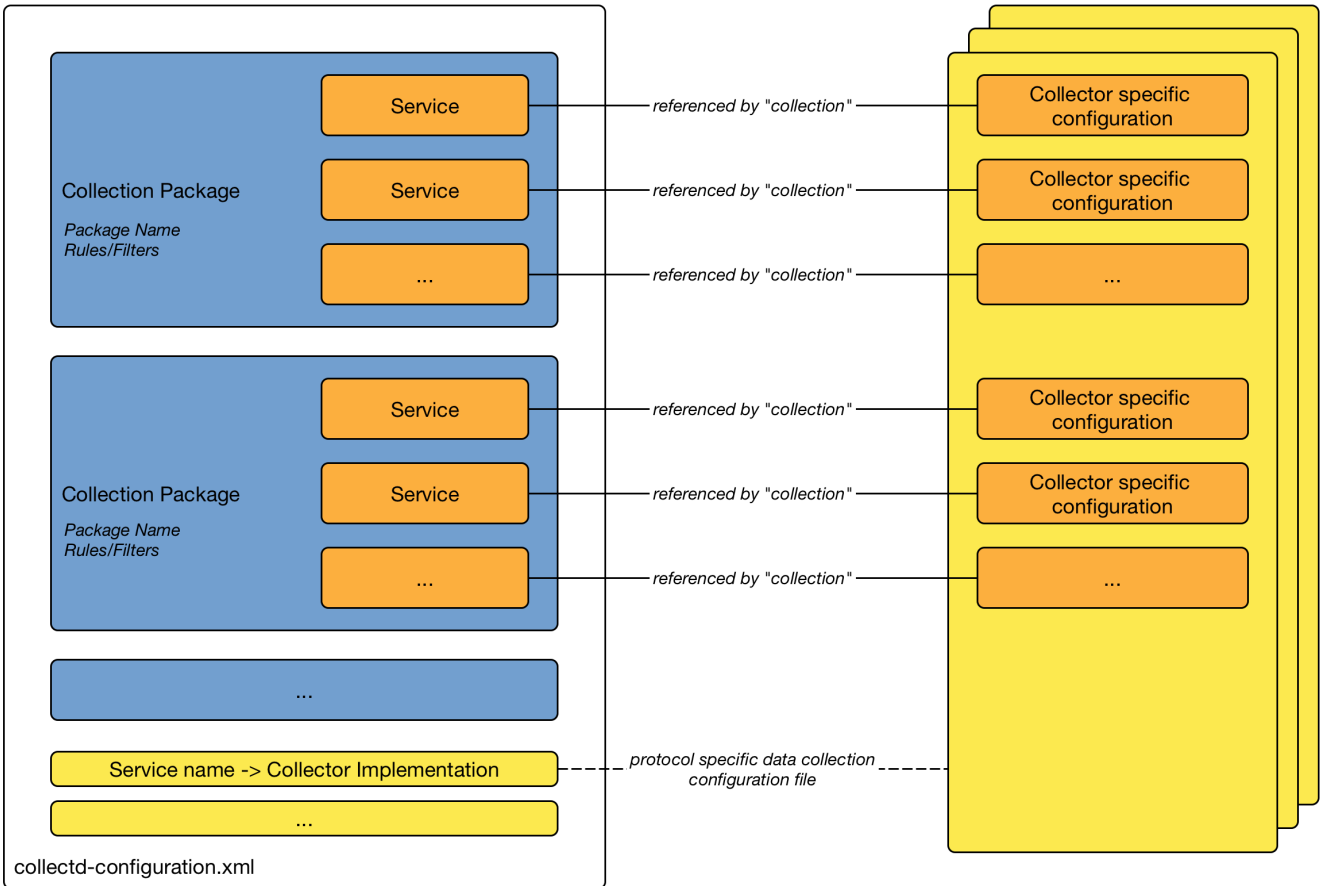 Service
referenced by "collection"
Collector specific
configuration
Collection Package
Package Name
Rules/Filters
Service
referenced by "collection"
Collector specific
configuration
...
referenced by "collection"
...
Service
referenced by "collection"
Collector specific
configuration
Collection Package
Package Name
Rules/Filters
Service
referenced by "collection"
Collector specific
configuration
...
referenced by "collection"
...
...
Service name -> Collector Implementation
protocol specific data collection
configuration file
...
collectd-configuration.xml